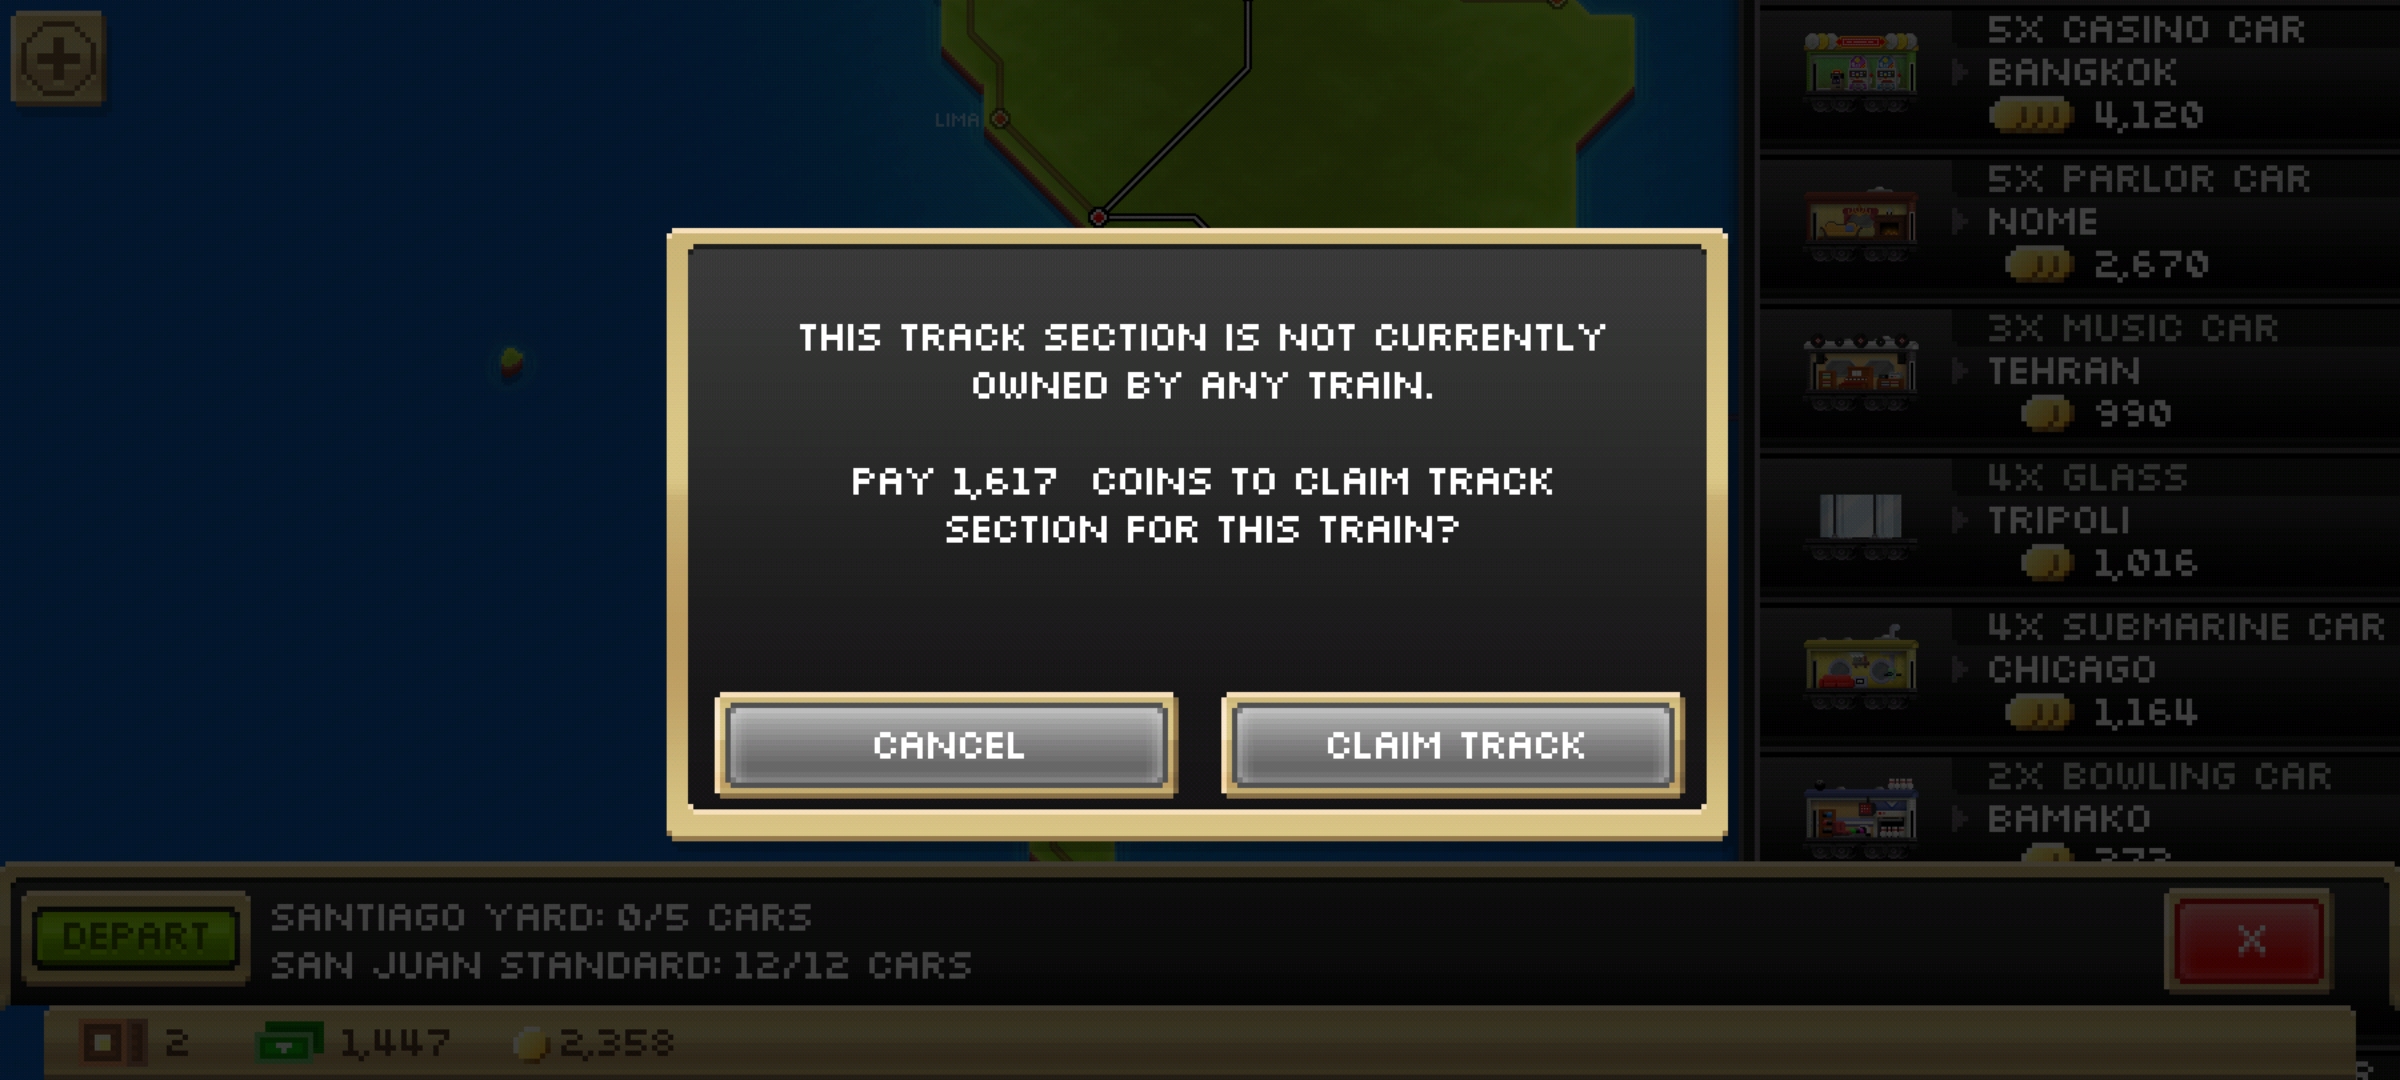 5X CASINO CAR
BANGKOK
4,120
LIMA
5X PARLOR CAR
NOME
2,670
3X MUSIC CAR
TEHRAN
990
4X GLASS
TRIPOLI
1,016
4X SUBMARINE CAR
CHICAGO
1,164
2X BOWLING CAR
BAMAKO
THIS TRACK SECTION IS NOT CURRENTLY
OWNED BY ANY TRAIN.
PAY 1,617 COINS TO CLAIM TRACK
SECTION FOR THIS TRAIN?
CANCEL
CLAIM TRACK
DEPART
SANTIAGO YARD: 0/5 CARS
SAN JUAN STANDARD: 12/12 CARS
X
2
1,447
2,358